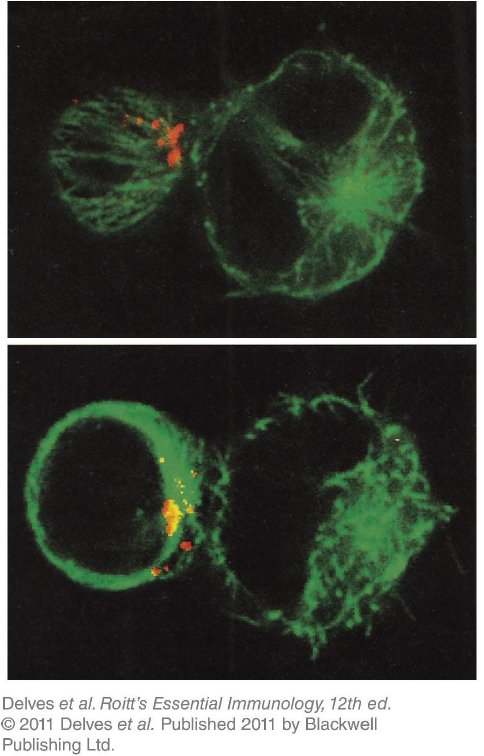 Delves et al. Roitt's Essential Immunology, 12th ed.
© 2011 Delves et al. Published 2011 by Blackwell
Publishing Ltd.